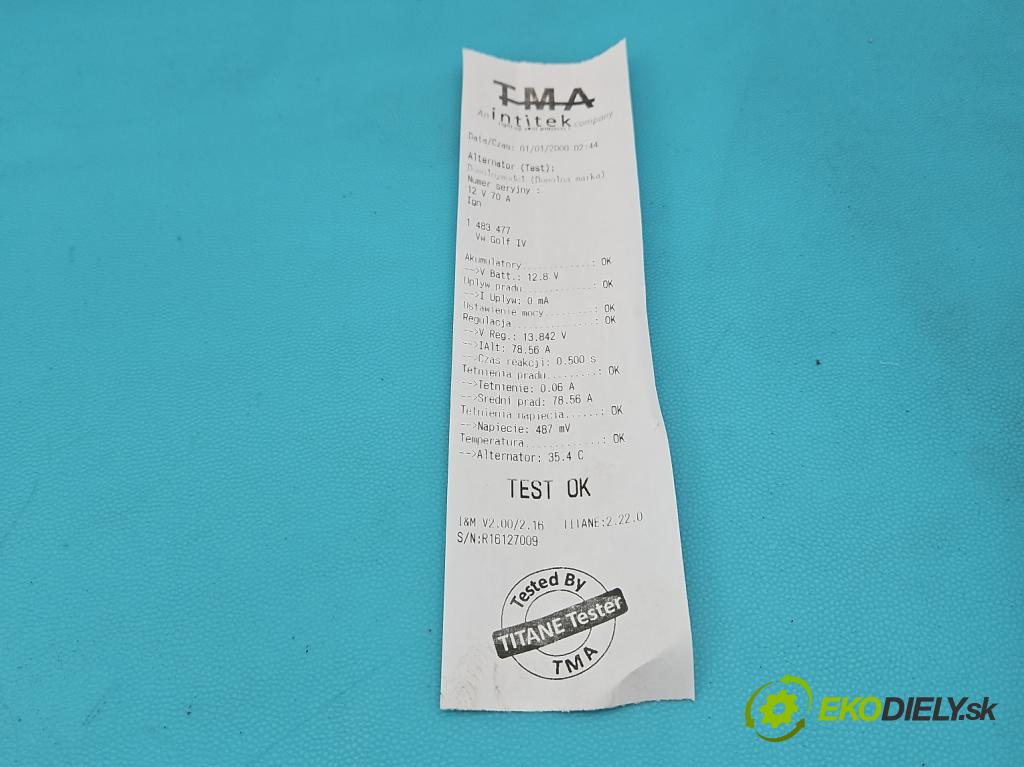 TMA
An intitek company
Data/Czas: 01/01/2000 02:44
Alternator (Test):
Dowolnymodel (Dowolna marka)
Numer seryjny :
12 V 70 A
Ign
1 483 477
Vw Golf IV
Akumulatory.............: OK
-->V Batt.: 12.8 V
Uplyw pradu.............: OK
-->I Uplyw: 0 mA
Ustawienie mocy.........: OK
Regulacja...............: OK
-->V Reg.: 13.842 V
-->IAlt: 78.56 A
-->Czas reakcji: 0.500 s
Tetnienia pradu.........: OK
-->Tetnienie: 0.06 A
-->Sredni prad: 78.56 A
Tetnienia napiecia......: OK
-->Napiecie: 487 mV
Temperatura.............: OK
-->Alternator: 35.4 C
TEST OK
I&M V2.00/2.16 TITANE:2.22.0
S/N:R16127009
Tested By
TITANE Tester
TMA
EKODIELY.sk